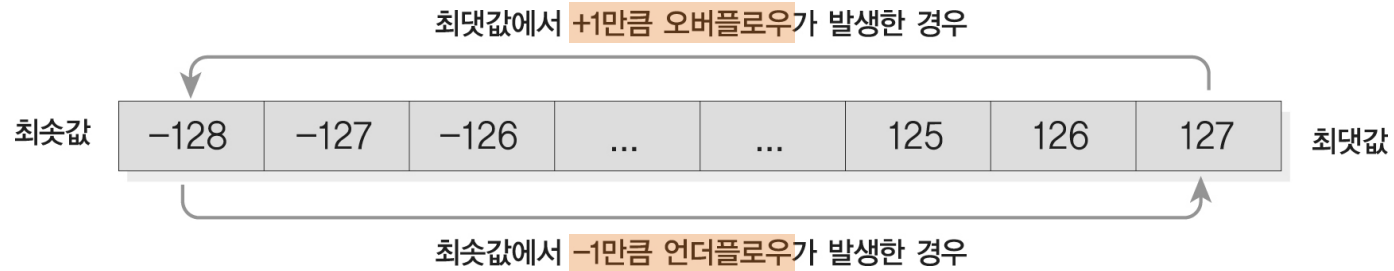 최댓값에서 +1만큼 오버플로우가 발생한 경우
최솟값 –128 –127 –126 ... ... 125 126 127 최댓값
최솟값에서 –1만큼 언더플로우가 발생한 경우